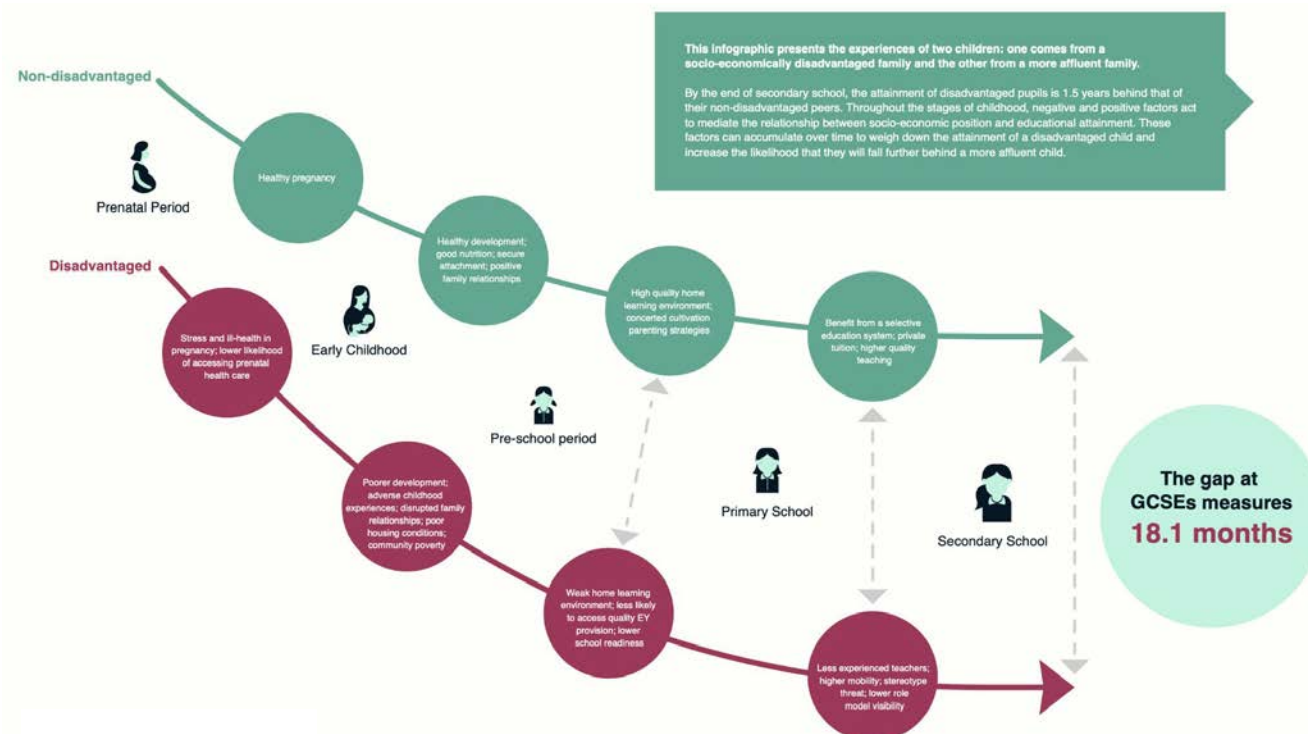 This infographic presents the experiences of two children: one comes from a
socio-economically disadvantaged family and the other from a more affluent family.
By the end of secondary school, the attainment of disadvantaged pupils is 1.5 years behind that of
their non-disadvantaged peers. Throughout the stages of childhood, negative and positive factors act
to mediate the relationship between socio-economic position and educational attainment. These
factors can accumulate over time to weigh down the attainment of a disadvantaged child and
increase the likelihood that they will fall further behind a more affluent child.
Non-disadvantaged
Healthy pregnancy
Prenatal Period
Healthy development;
good nutrition; secure
attachment; positive
family relationships
High quality home
learning environment;
concerted cultivation
parenting strategies
Benefit from a selective
education system; private
tuition; higher quality
teaching
Disadvantaged
Stress and ill-health in
pregnancy; lower likelihood
of accessing prenatal
health care
Early Childhood
Pre-school period
Primary School
Secondary School
Poorer development;
adverse childhood
experiences; disrupted family
relationships; poor
housing conditions;
community poverty
Weak home learning
environment; less likely
to access quality EY
provision; lower
school readiness
Less experienced teachers;
higher mobility; stereotype
threat; lower role
model visibility
The gap at
GCSEs measures
18.1 months